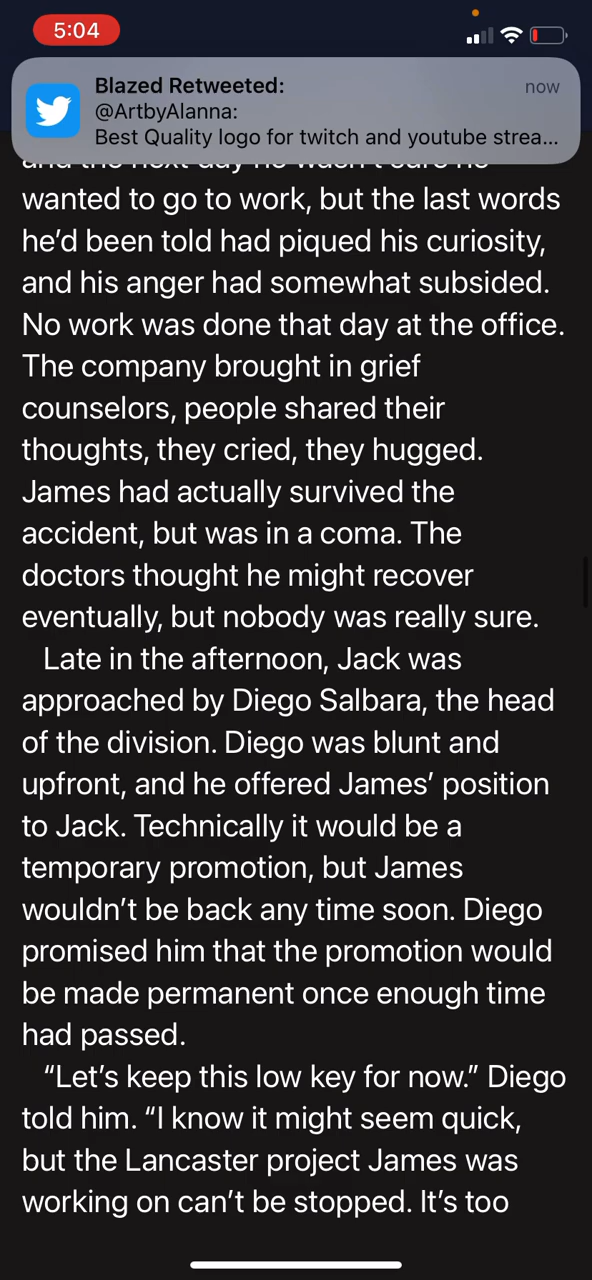 5:04
Blazed Retweeted:
now
@ArtbyAlanna:
Best Quality logo for twitch and youtube strea...
wanted to go to work, but the last words
he’d been told had piqued his curiosity,
and his anger had somewhat subsided.
No work was done that day at the office.
The company brought in grief
counselors, people shared their
thoughts, they cried, they hugged.
James had actually survived the
accident, but was in a coma. The
doctors thought he might recover
eventually, but nobody was really sure.
Late in the afternoon, Jack was
approached by Diego Salbara, the head
of the division. Diego was blunt and
upfront, and he offered James’ position
to Jack. Technically it would be a
temporary promotion, but James
wouldn’t be back any time soon. Diego
promised him that the promotion would
be made permanent once enough time
had passed.
“Let’s keep this low key for now.” Diego
told him. “I know it might seem quick,
but the Lancaster project James was
working on can’t be stopped. It’s too